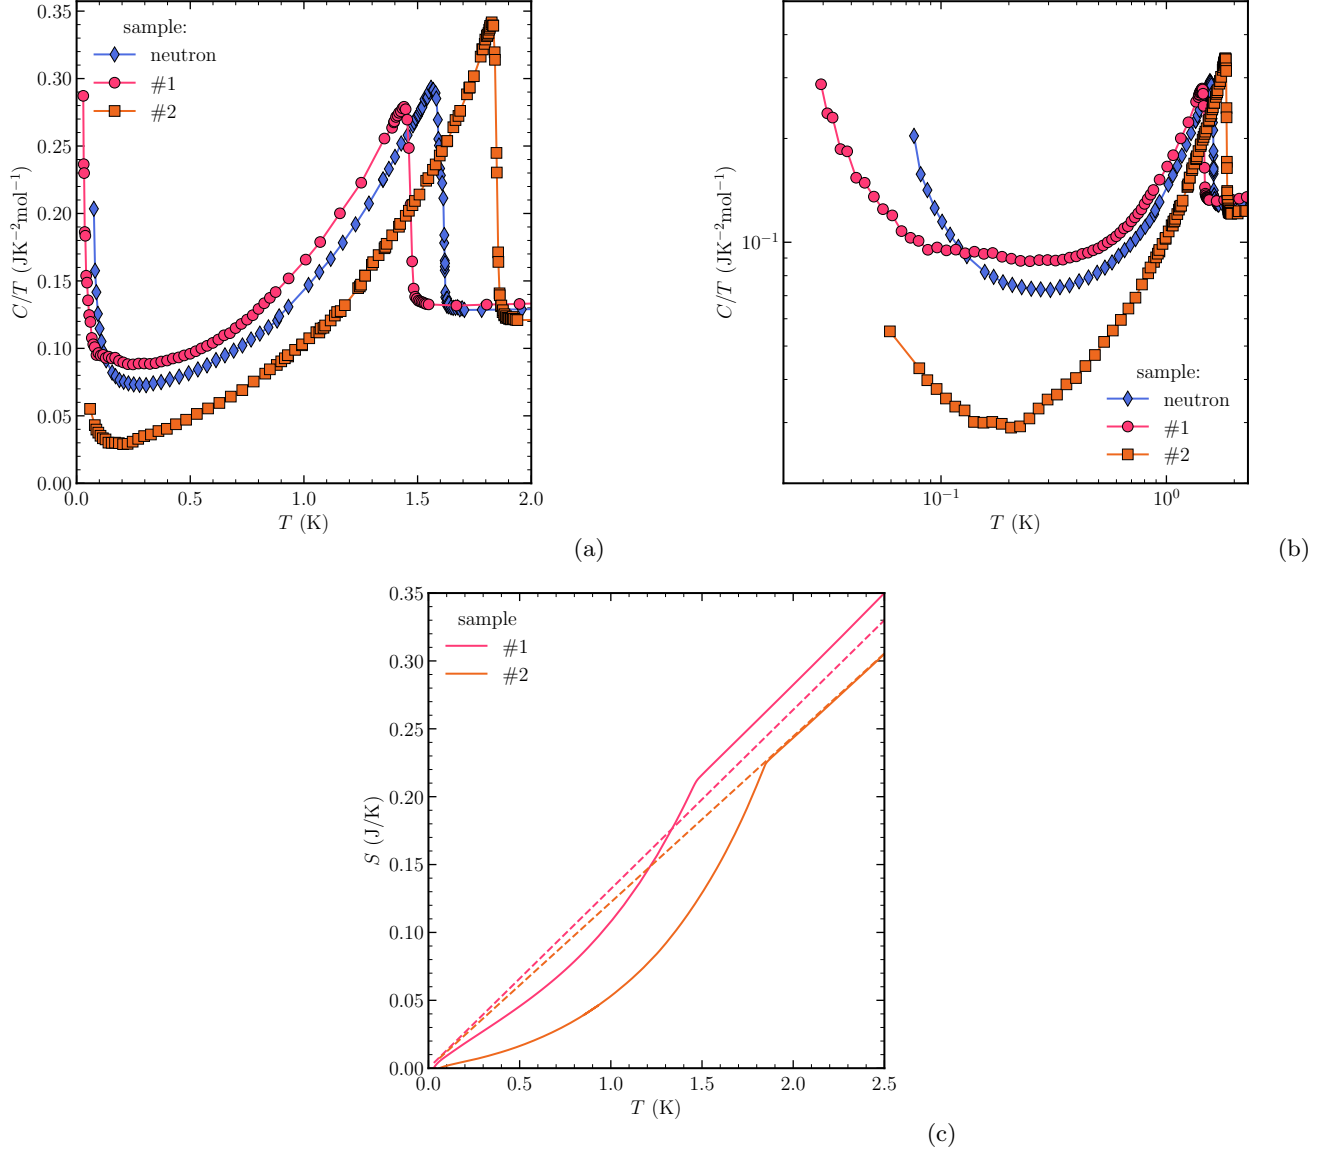 sample:
neutron
#1
#2
0.35
0.30
0.25
0.20
0.15
0.10
0.05
0.00
C/T (JK⁻²mol⁻¹)
0.0 0.5 1.0 1.5 2.0
T (K)
(a)
10⁻¹
C/T (JK⁻²mol⁻¹)
sample:
neutron
#1
#2
10⁻¹ 10⁰
T (K)
(b)
sample
#1
#2
0.35
0.30
0.25
0.20
0.15
0.10
0.05
0.00
S (J/K)
0.0 0.5 1.0 1.5 2.0 2.5
T (K)
(c)